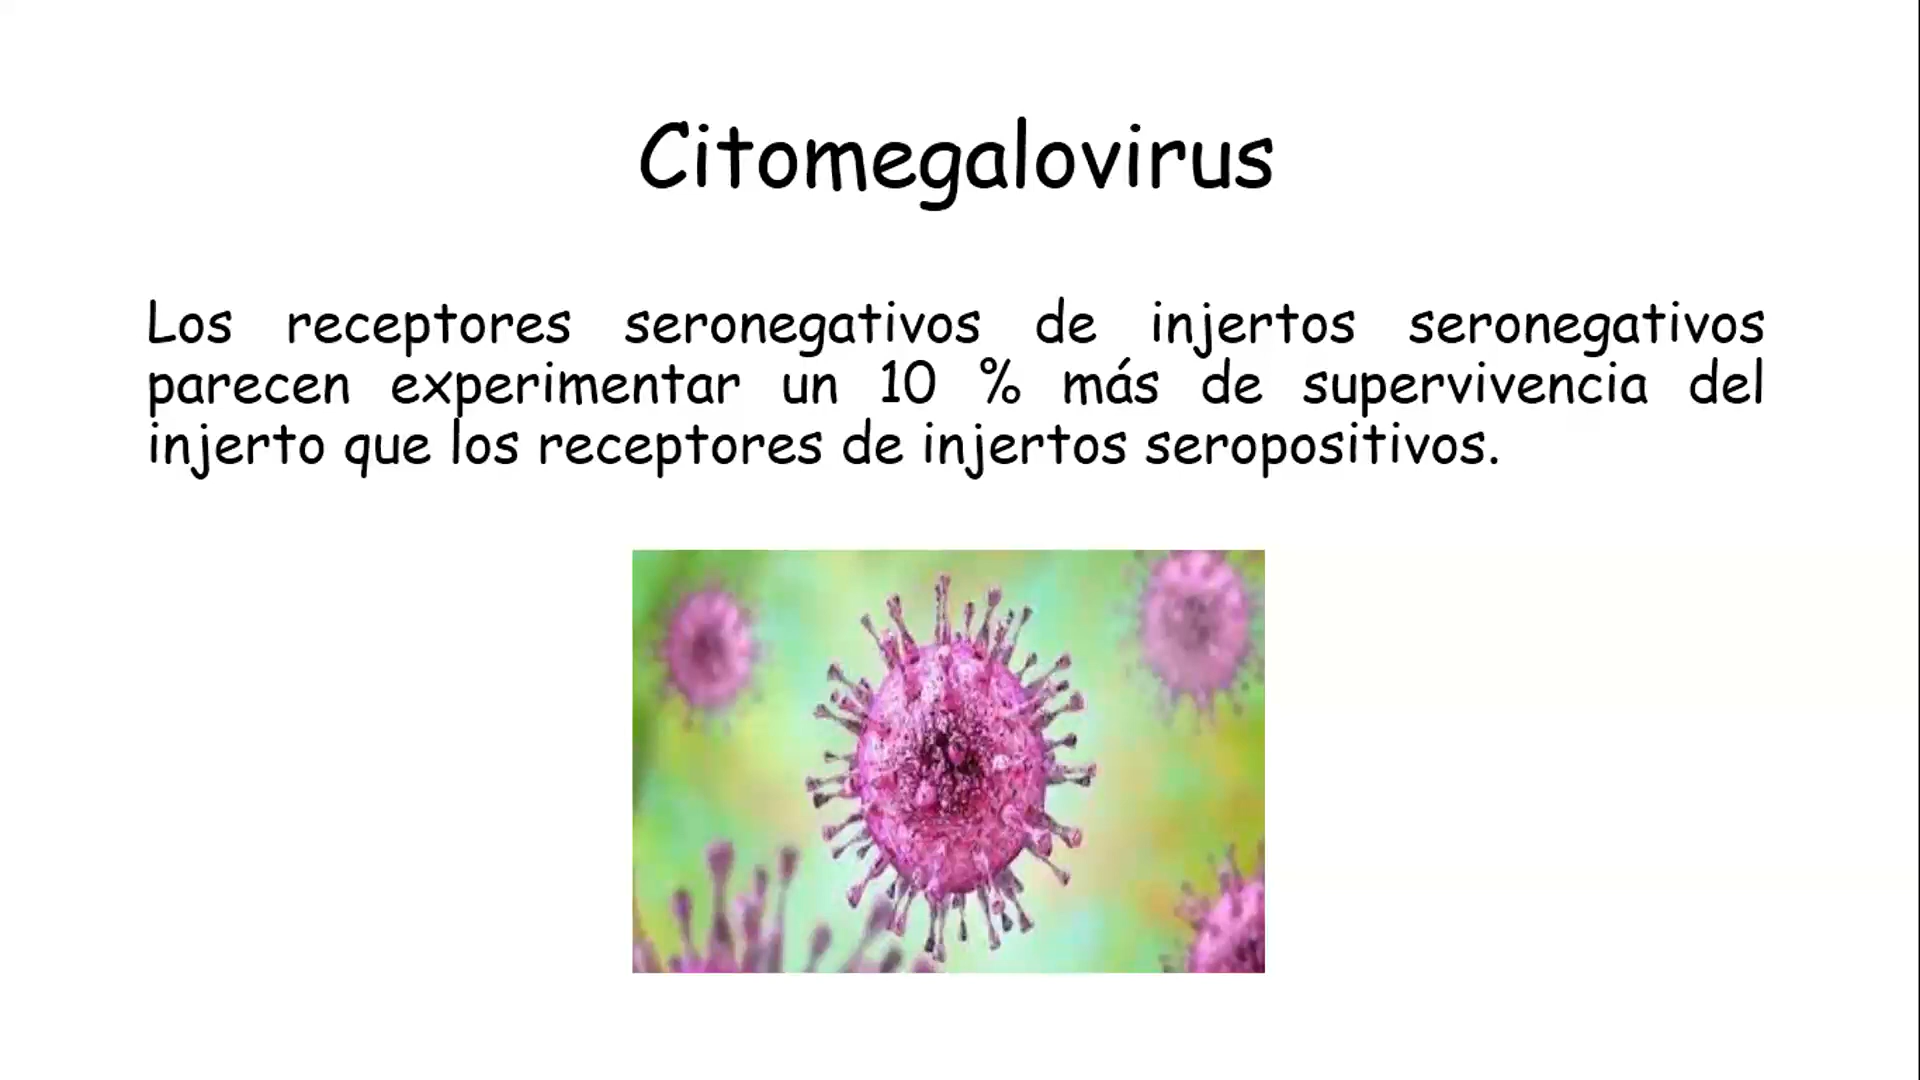 Citomegalovirus
Los receptores seronegativos de injertos seronegativos
parecen experimentar un 10 % más de supervivencia del
injerto que los receptores de injertos seropositivos.